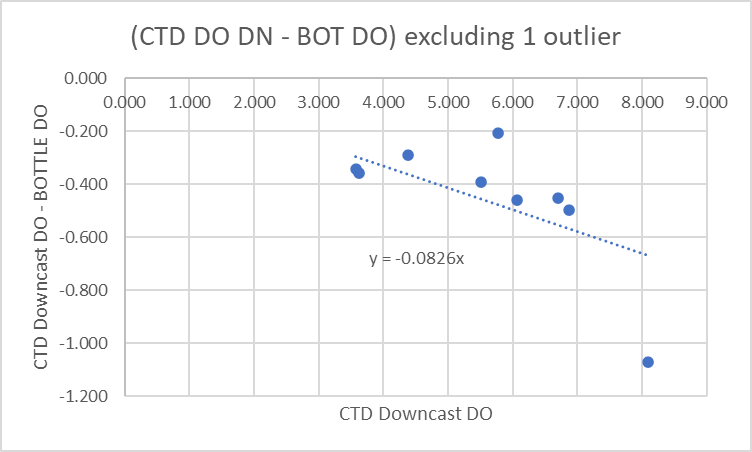 (CTD DO DN - BOT DO) excluding 1 outlier
0.000
0.000 1.000 2.000 3.000 4.000 5.000 6.000 7.000 8.000 9.000
-0.200
-0.400
-0.600
-0.800
-1.000
-1.200
y = -0.0826x
CTD Downcast DO - BOTTLE DO
CTD Downcast DO